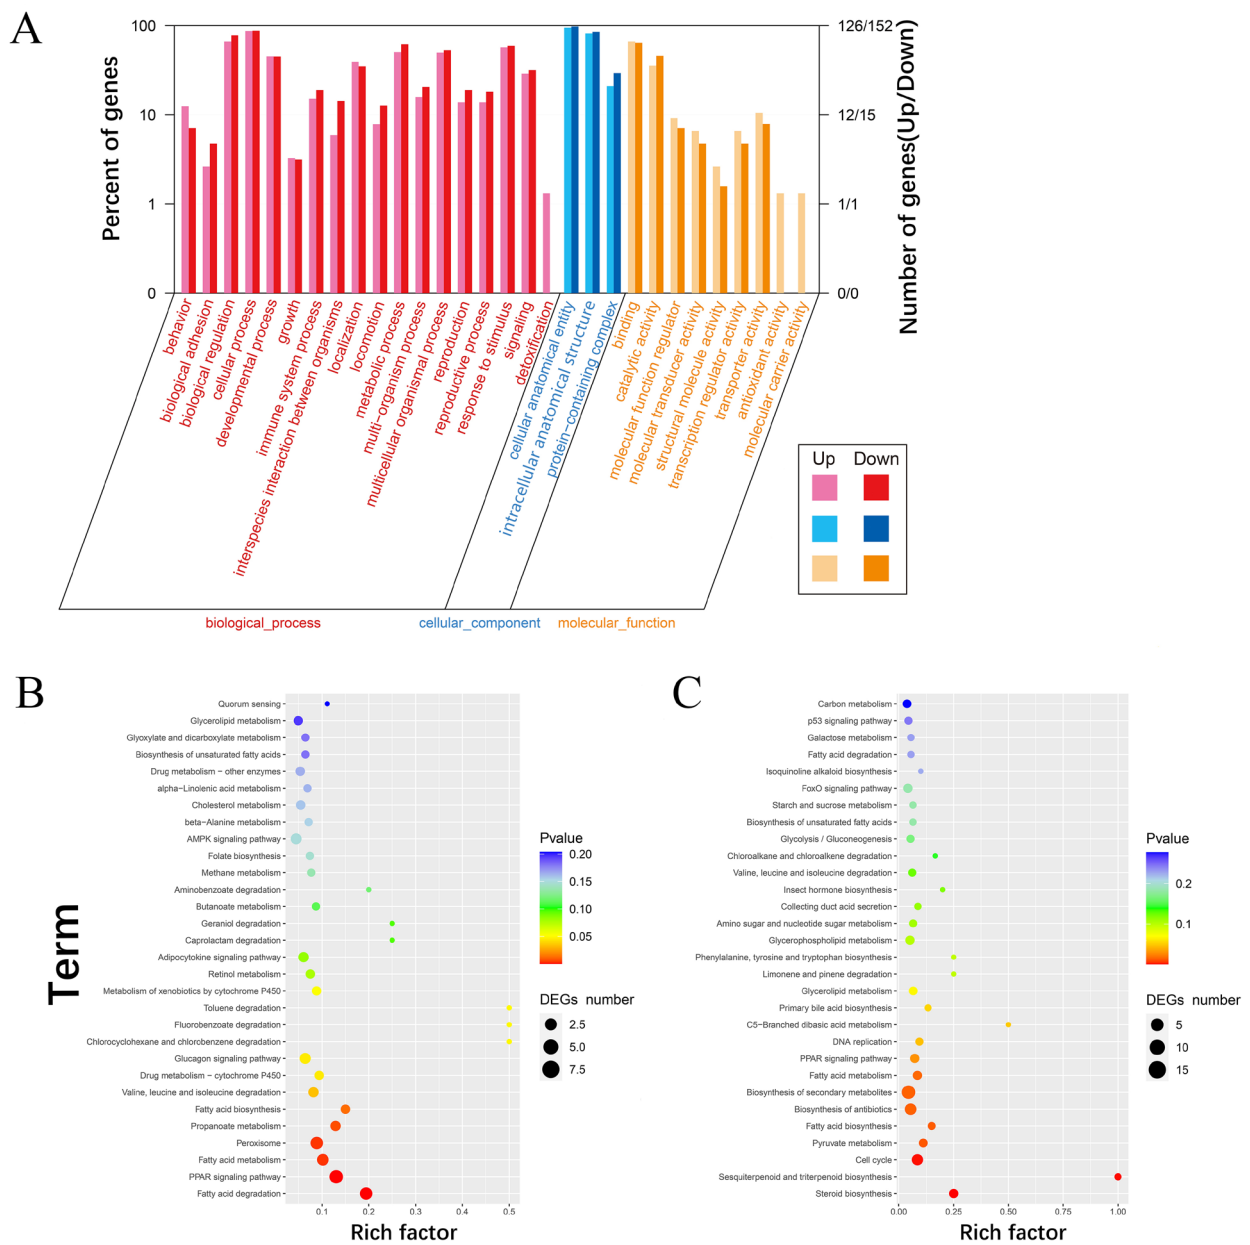 A
Percent of genes
100
10
1
0
126/152
12/15
1/1
0/0
Number of genes(Up/Down)
behavior
biological adhesion
biological regulation
cellular process
developmental process
growth
immune system process
interspecies interaction between organisms
localization
locomotion
metabolic process
multi-organism process
multicellular organismal process
reproduction
reproductive process
response to stimulus
signaling
detoxification
cellular anatomical entity
intracellular anatomical structure
protein-containing complex
binding
catalytic activity
molecular function regulator
molecular transducer activity
structural molecule activity
transcription regulator activity
transporter activity
antioxidant activity
molecular carrier activity
Up Down
biological_process
cellular_component
molecular_function
B
Term
Quorum sensing
Glycerolipid metabolism
Glyoxylate and dicarboxylate metabolism
Biosynthesis of unsaturated fatty acids
Drug metabolism - other enzymes
alpha-Linolenic acid metabolism
Cholesterol metabolism
beta-Alanine metabolism
AMPK signaling pathway
Folate biosynthesis
Methane metabolism
Aminobenzoate degradation
Butanoate metabolism
Geraniol degradation
Caprolactam degradation
Adipocytokine signaling pathway
Retinol metabolism
Metabolism of xenobiotics by cytochrome P450
Toluene degradation
Fluorobenzoate degradation
Chlorocyclohexane and chlorobenzene degradation
Glucagon signaling pathway
Drug metabolism - cytochrome P450
Valine, leucine and isoleucine degradation
Fatty acid biosynthesis
Propanoate metabolism
Peroxisome
Fatty acid metabolism
PPAR signaling pathway
Fatty acid degradation
0.1 0.2 0.3 0.4 0.5
Rich factor
Pvalue
0.20
0.15
0.10
0.05
DEGs number
2.5
5.0
7.5
C
Carbon metabolism
p53 signaling pathway
Galactose metabolism
Fatty acid degradation
Isoquinoline alkaloid biosynthesis
FoxO signaling pathway
Starch and sucrose metabolism
Biosynthesis of unsaturated fatty acids
Glycolysis / Gluconeogenesis
Chloroalkane and chloroalkene degradation
Valine, leucine and isoleucine degradation
Insect hormone biosynthesis
Collecting duct acid secretion
Amino sugar and nucleotide sugar metabolism
Glycerophospholipid metabolism
Phenylalanine, tyrosine and tryptophan biosynthesis
Limonene and pinene degradation
Glycerolipid metabolism
Primary bile acid biosynthesis
C5-Branched dibasic acid metabolism
DNA replication
PPAR signaling pathway
Fatty acid metabolism
Biosynthesis of secondary metabolites
Biosynthesis of antibiotics
Fatty acid biosynthesis
Pyruvate metabolism
Cell cycle
Sesquiterpenoid and triterpenoid biosynthesis
Steroid biosynthesis
0.00 0.25 0.50 0.75 1.00
Rich factor
Pvalue
0.2
0.1
DEGs number
5
10
15